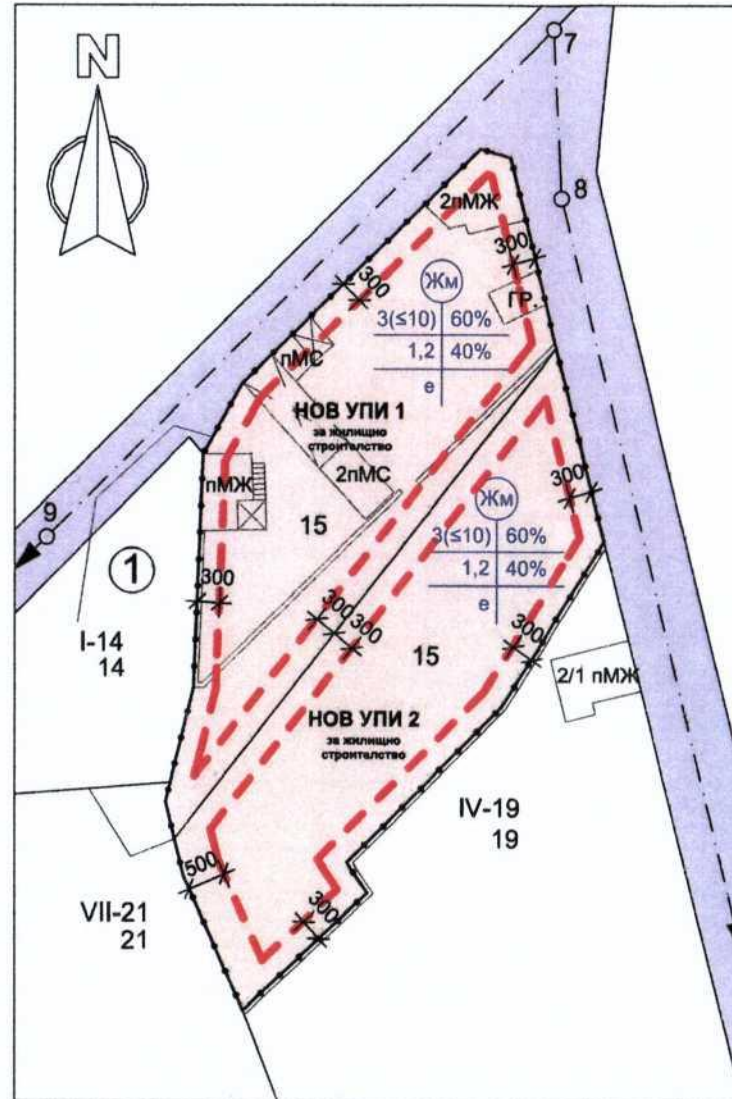 N
7
8
2пМЖ
300
300
Жм
ГР.
3(≤10) 60%
1,2 40%
е
пМС
НОВ УПИ 1
за жилищно
строителство
2пМС
пМЖ
15
300
Жм
3(≤10) 60%
1,2 40%
е
9
1
300
300
300
300
15
I-14
14
2/1 пМЖ
НОВ УПИ 2
за жилищно
строителство
IV-19
19
500
VII-21
21
300